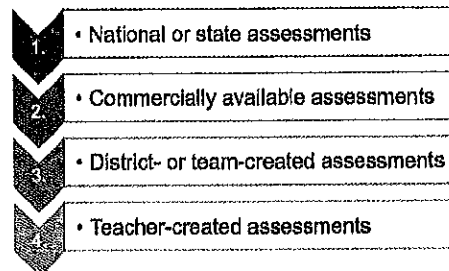 1. • National or state assessments
2. • Commercially available assessments
3 • District- or team-created assessments
4. • Teacher-created assessments